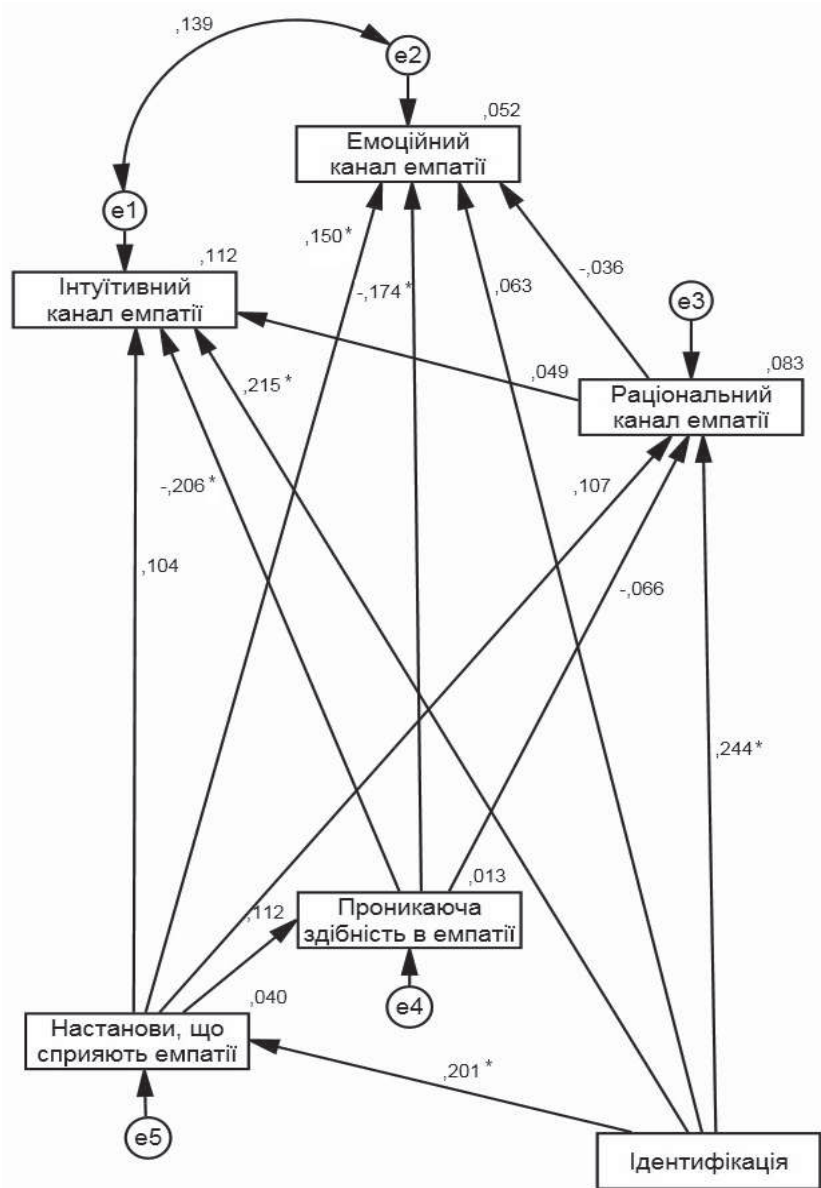 ,139
e2
,052
Емоційний
канал емпатії
e1
,112
Інтуїтивний
канал емпатії
,150*
-,174*
,063
-,036
e3
,083
Раціональний
канал емпатії
,049
,215*
-,206*
,104
,107
-,066
,244*
,112
,013
Проникаюча
здібність в емпатії
e4
,040
Настанови, що
сприяють емпатії
,201*
e5
Ідентифікація